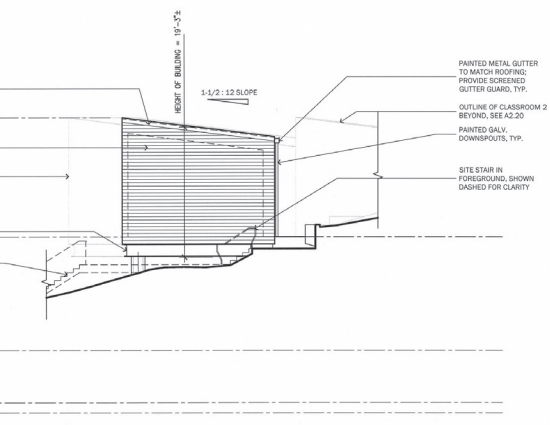 HEIGHT OF BUILDING = 19'-3"±
1-1/2 : 12 SLOPE
PAINTED METAL GUTTER
TO MATCH ROOFING;
PROVIDE SCREENED
GUTTER GUARD, TYP.
OUTLINE OF CLASSROOM 2
BEYOND, SEE A2.20
PAINTED GALV.
DOWNSPOUTS, TYP.
SITE STAIR IN
FOREGROUND, SHOWN
DASHED FOR CLARITY